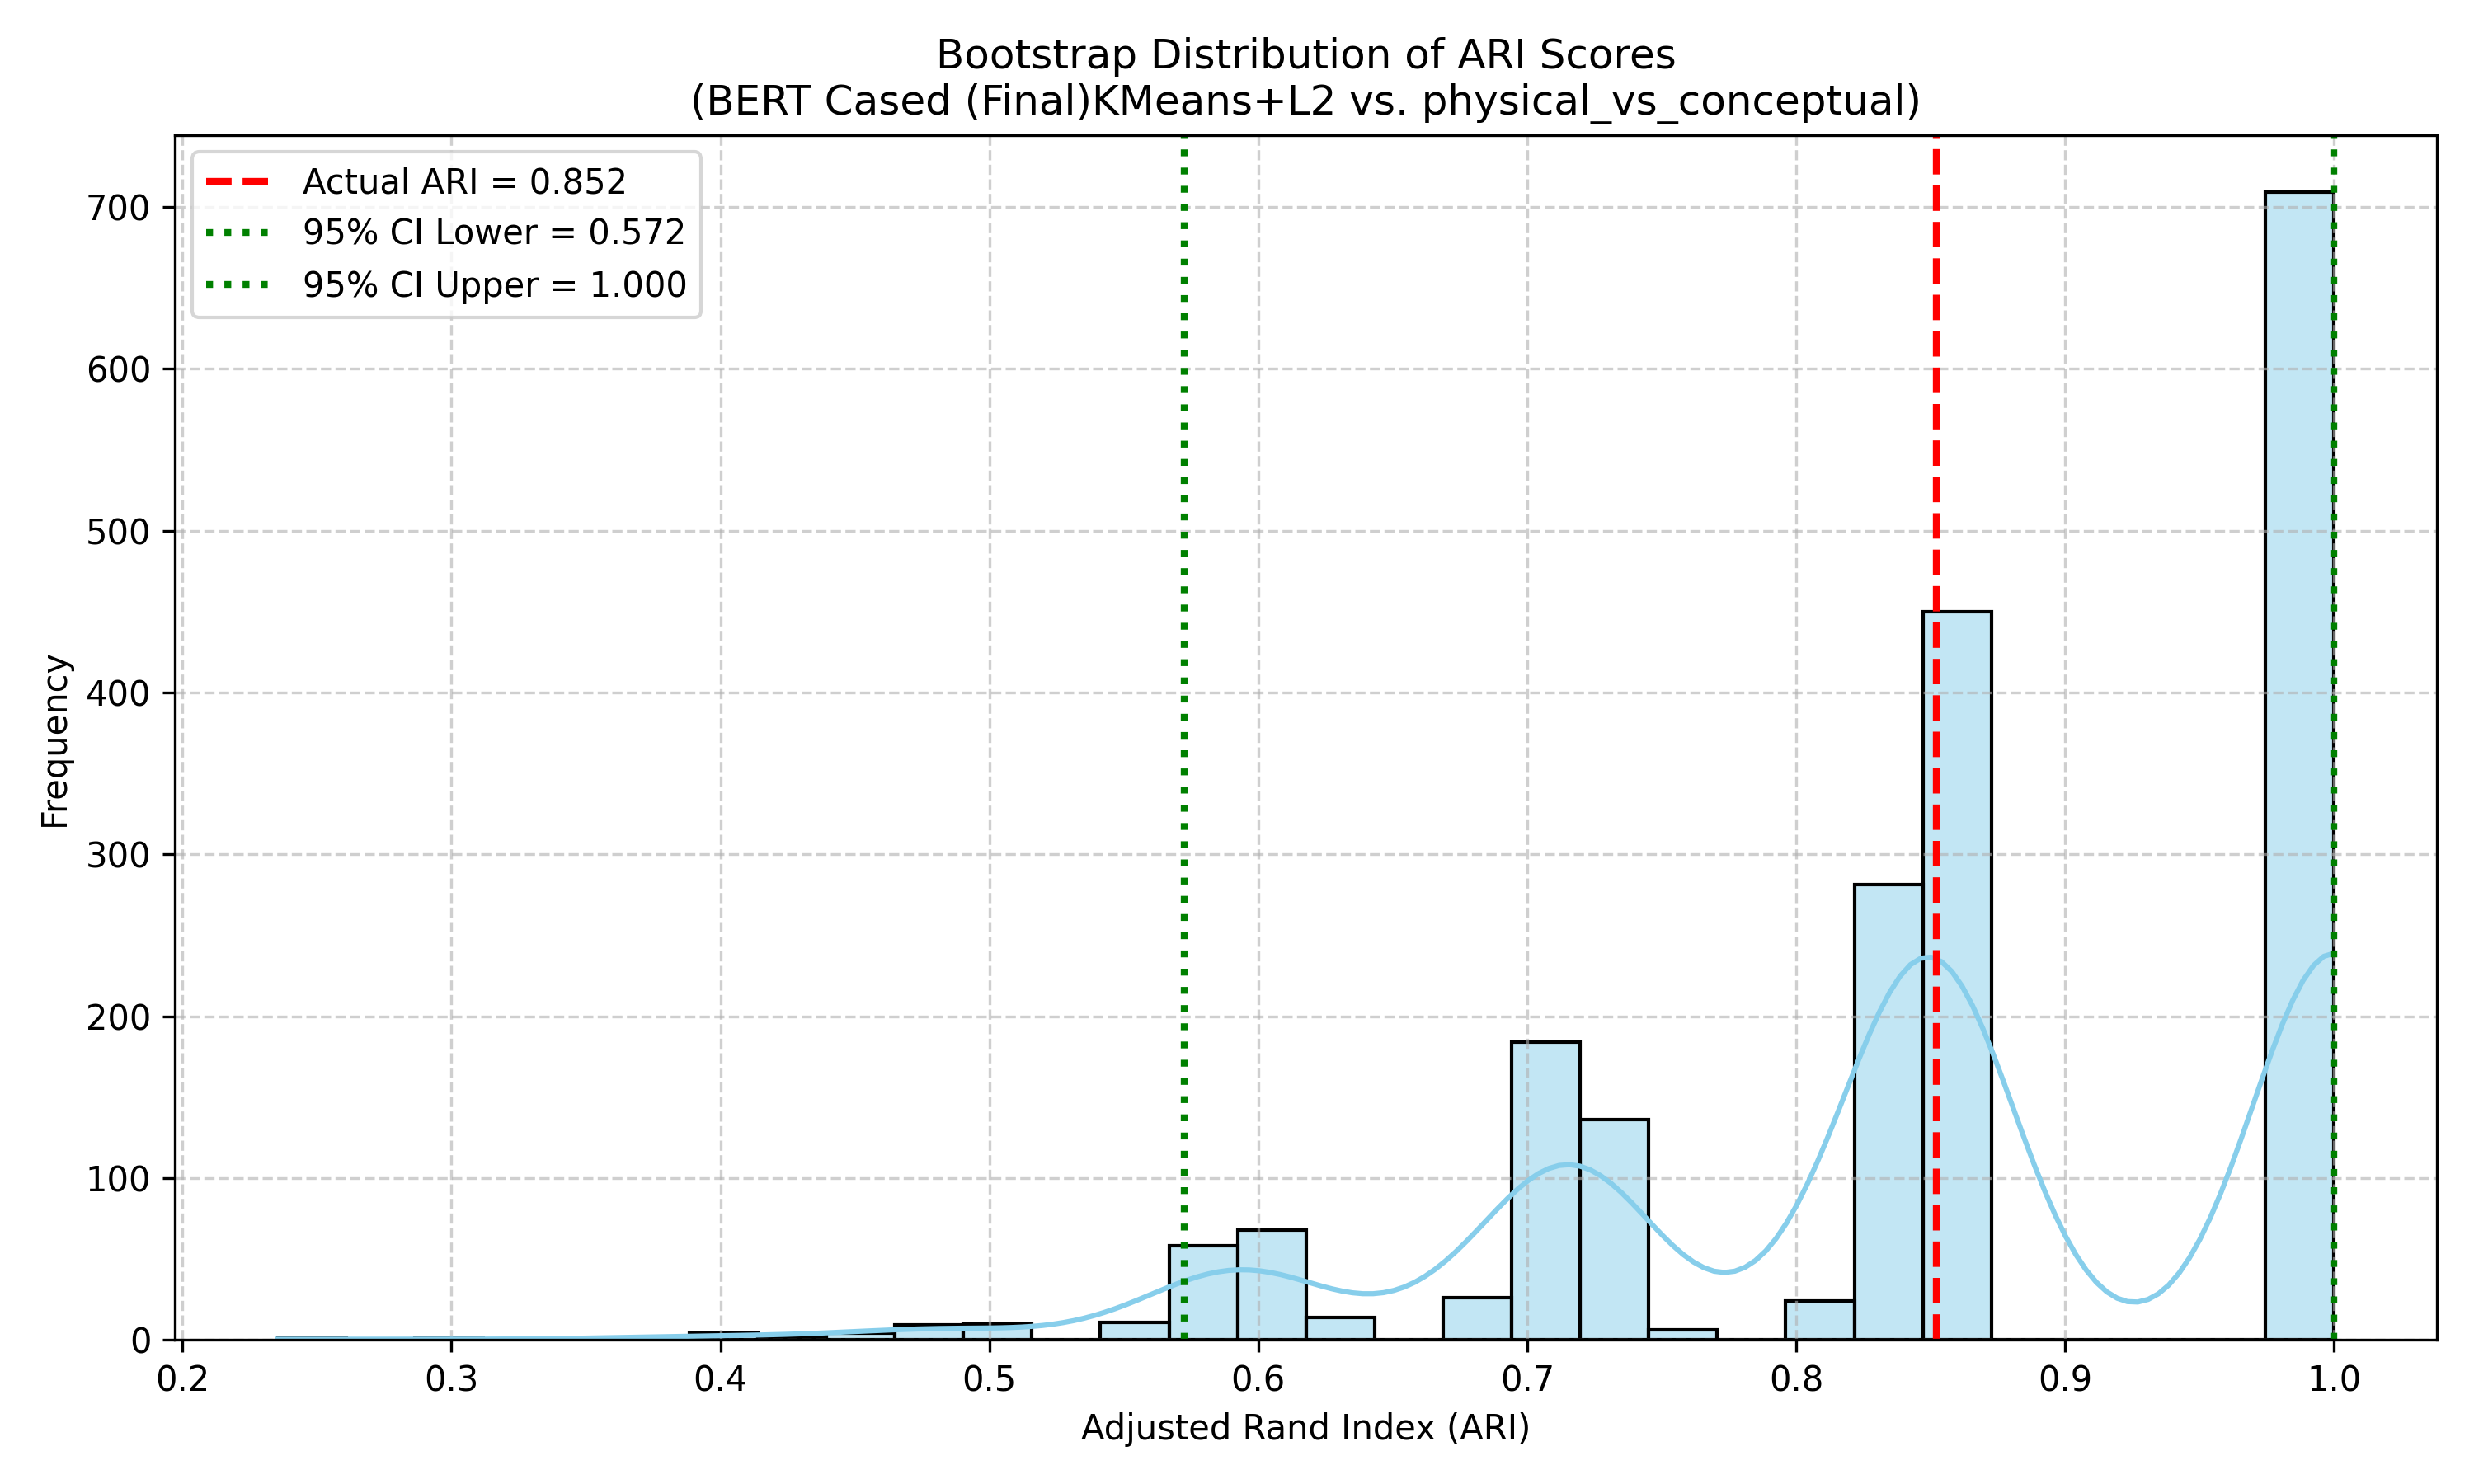 Bootstrap Distribution of ARI Scores
(BERT Cased (Final)KMeans+L2 vs. physical_vs_conceptual)
Actual ARI = 0.852
95% CI Lower = 0.572
95% CI Upper = 1.000
700
600
500
400
300
200
100
0
Frequency
0.2 0.3 0.4 0.5 0.6 0.7 0.8 0.9 1.0
Adjusted Rand Index (ARI)